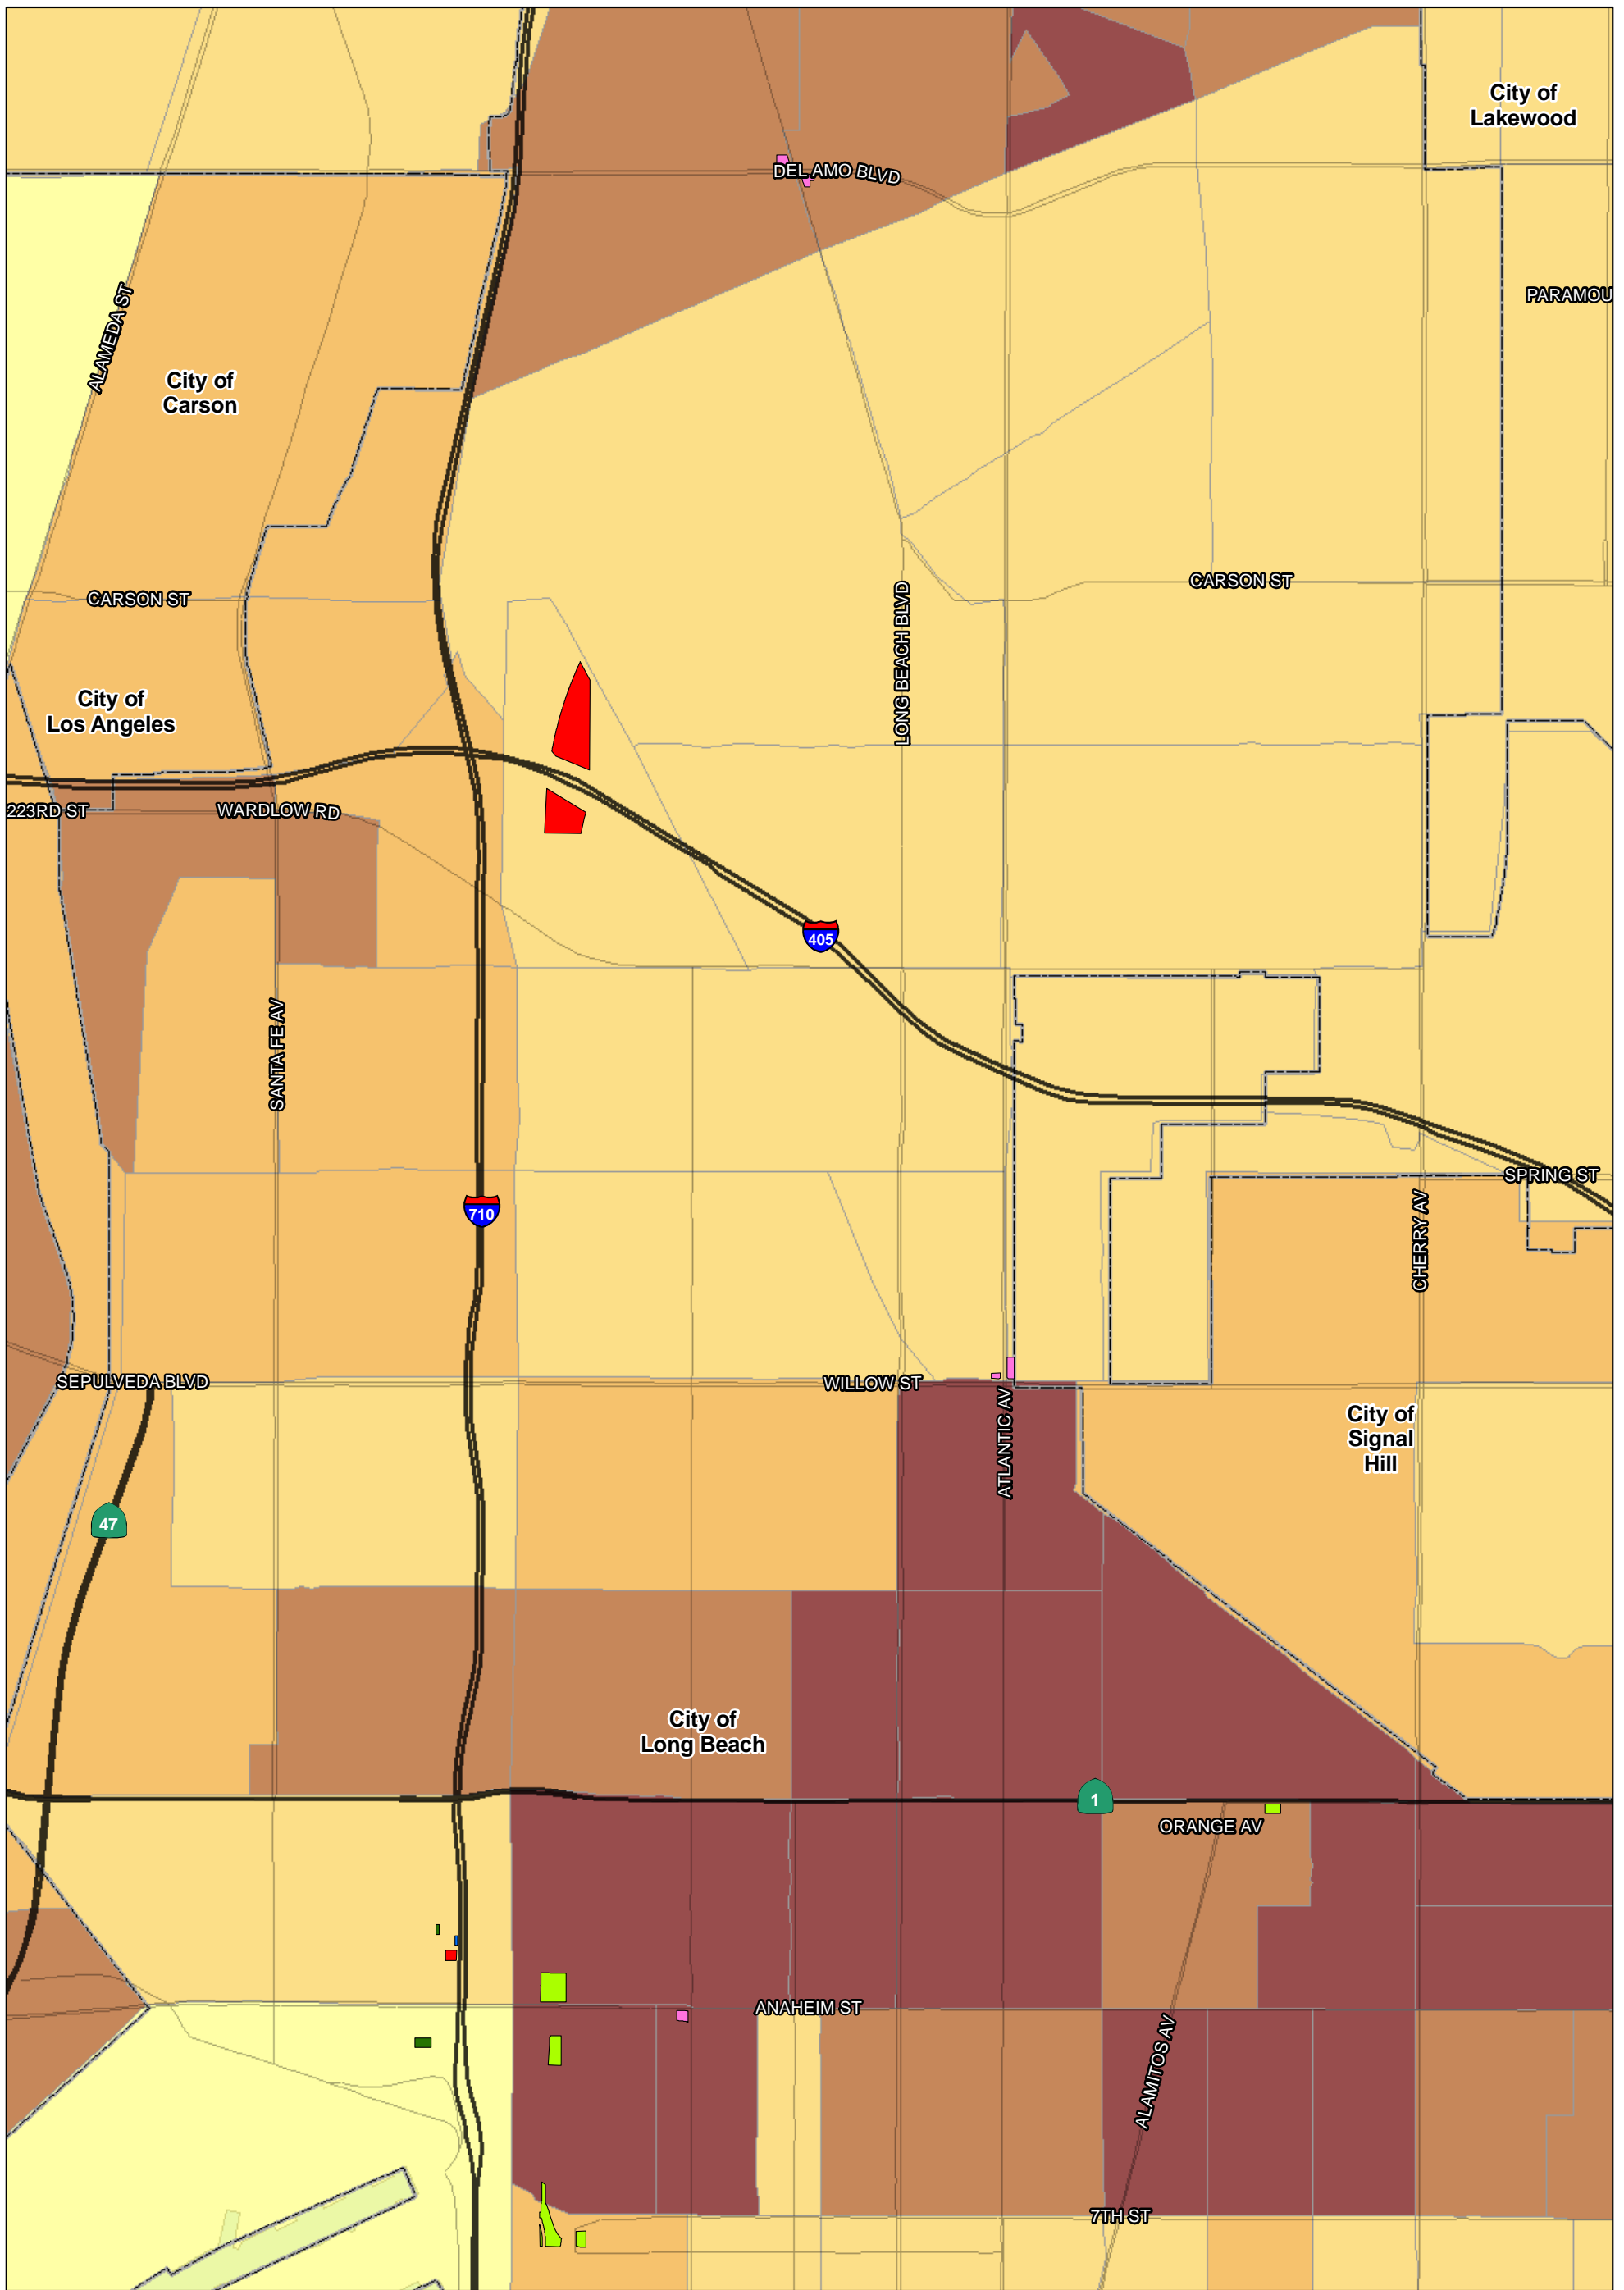 City of
Lakewood
DEL AMO BLVD
PARAMOU
ALAMEDA ST
City of
Carson
CARSON ST
CARSON ST
LONG BEACH BLVD
City of
Los Angeles
223RD ST
WARDLOW RD
405
SANTA FE AV
SPRING ST
710
CHERRY AV
SEPULVEDA BLVD
WILLOW ST
ATLANTIC AV
City of
Signal
Hill
47
City of
Long Beach
1
ORANGE AV
ANAHEIM ST
ALAMITOS AV
7TH ST